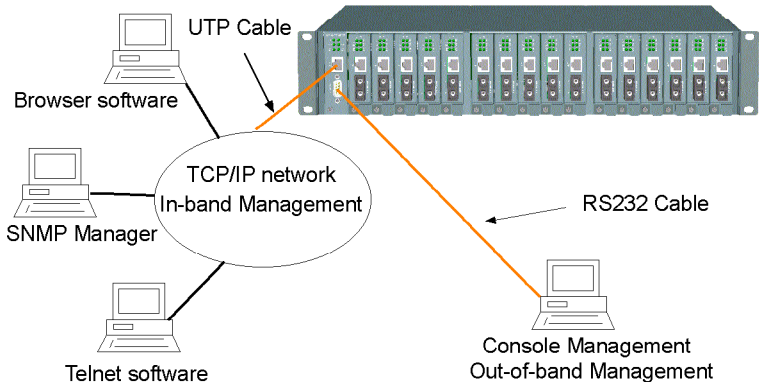 UTP Cable
Browser software
TCP/IP network
In-band Management
SNMP Manager
RS232 Cable
Telnet software
Console Management
Out-of-band Management